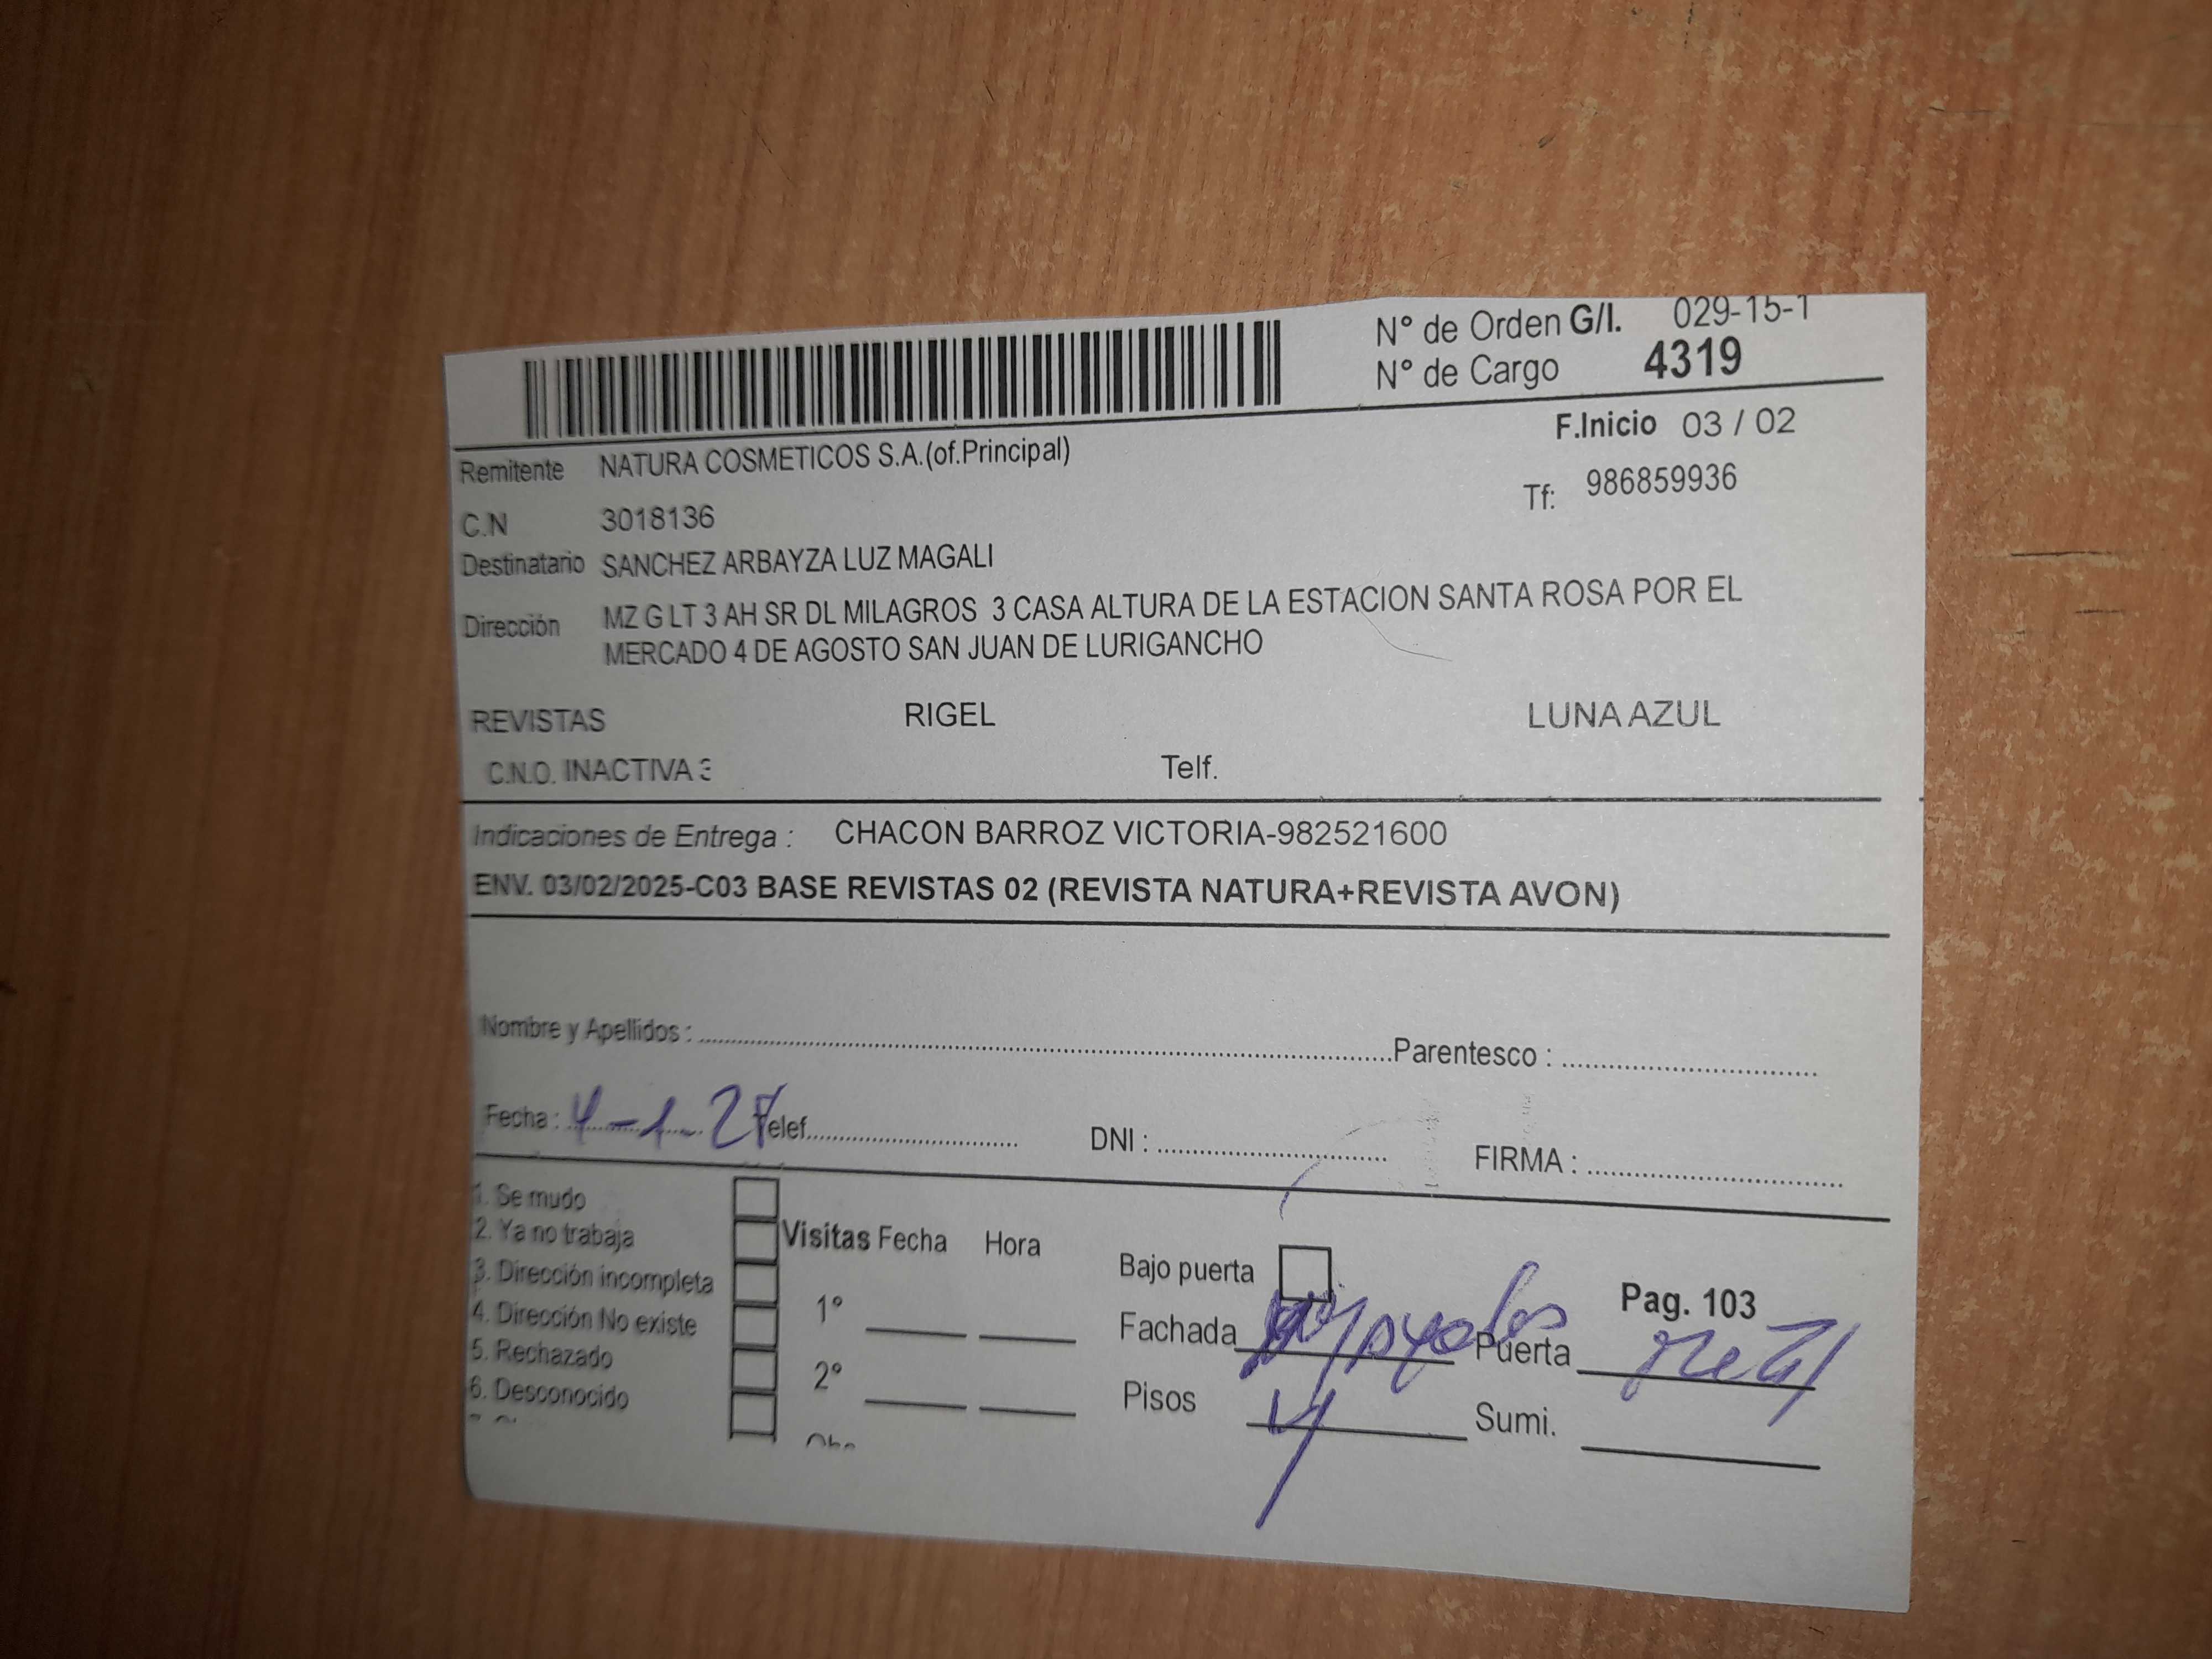 N° de Orden G/I. 029-15-1
N° de Cargo 4319
F.Inicio 03 / 02
Remitente NATURA COSMETICOS S.A.(of.Principal)
Tf: 986859936
C.N 3018136
Destinatario SANCHEZ ARBAYZA LUZ MAGALI
Dirección MZ G LT 3 AH SR DL MILAGROS 3 CASA ALTURA DE LA ESTACION SANTA ROSA POR EL
MERCADO 4 DE AGOSTO SAN JUAN DE LURIGANCHO
REVISTAS RIGEL LUNA AZUL
C.N.O. INACTIVA 3 Telf.
Indicaciones de Entrega : CHACON BARROZ VICTORIA-982521600
ENV. 03/02/2025-C03 BASE REVISTAS 02 (REVISTA NATURA+REVISTA AVON)
Nombre y Apellidos : Parentesco :
Fecha : Telef. DNI : FIRMA :
1. Se mudo
2. Ya no trabaja
3. Dirección incompleta
4. Dirección No existe
5. Rechazado
6. Desconocido
Visitas Fecha Hora
1°
2°
Bajo puerta
Pag. 103
Fachada Puerta
Pisos 4 Sumi.